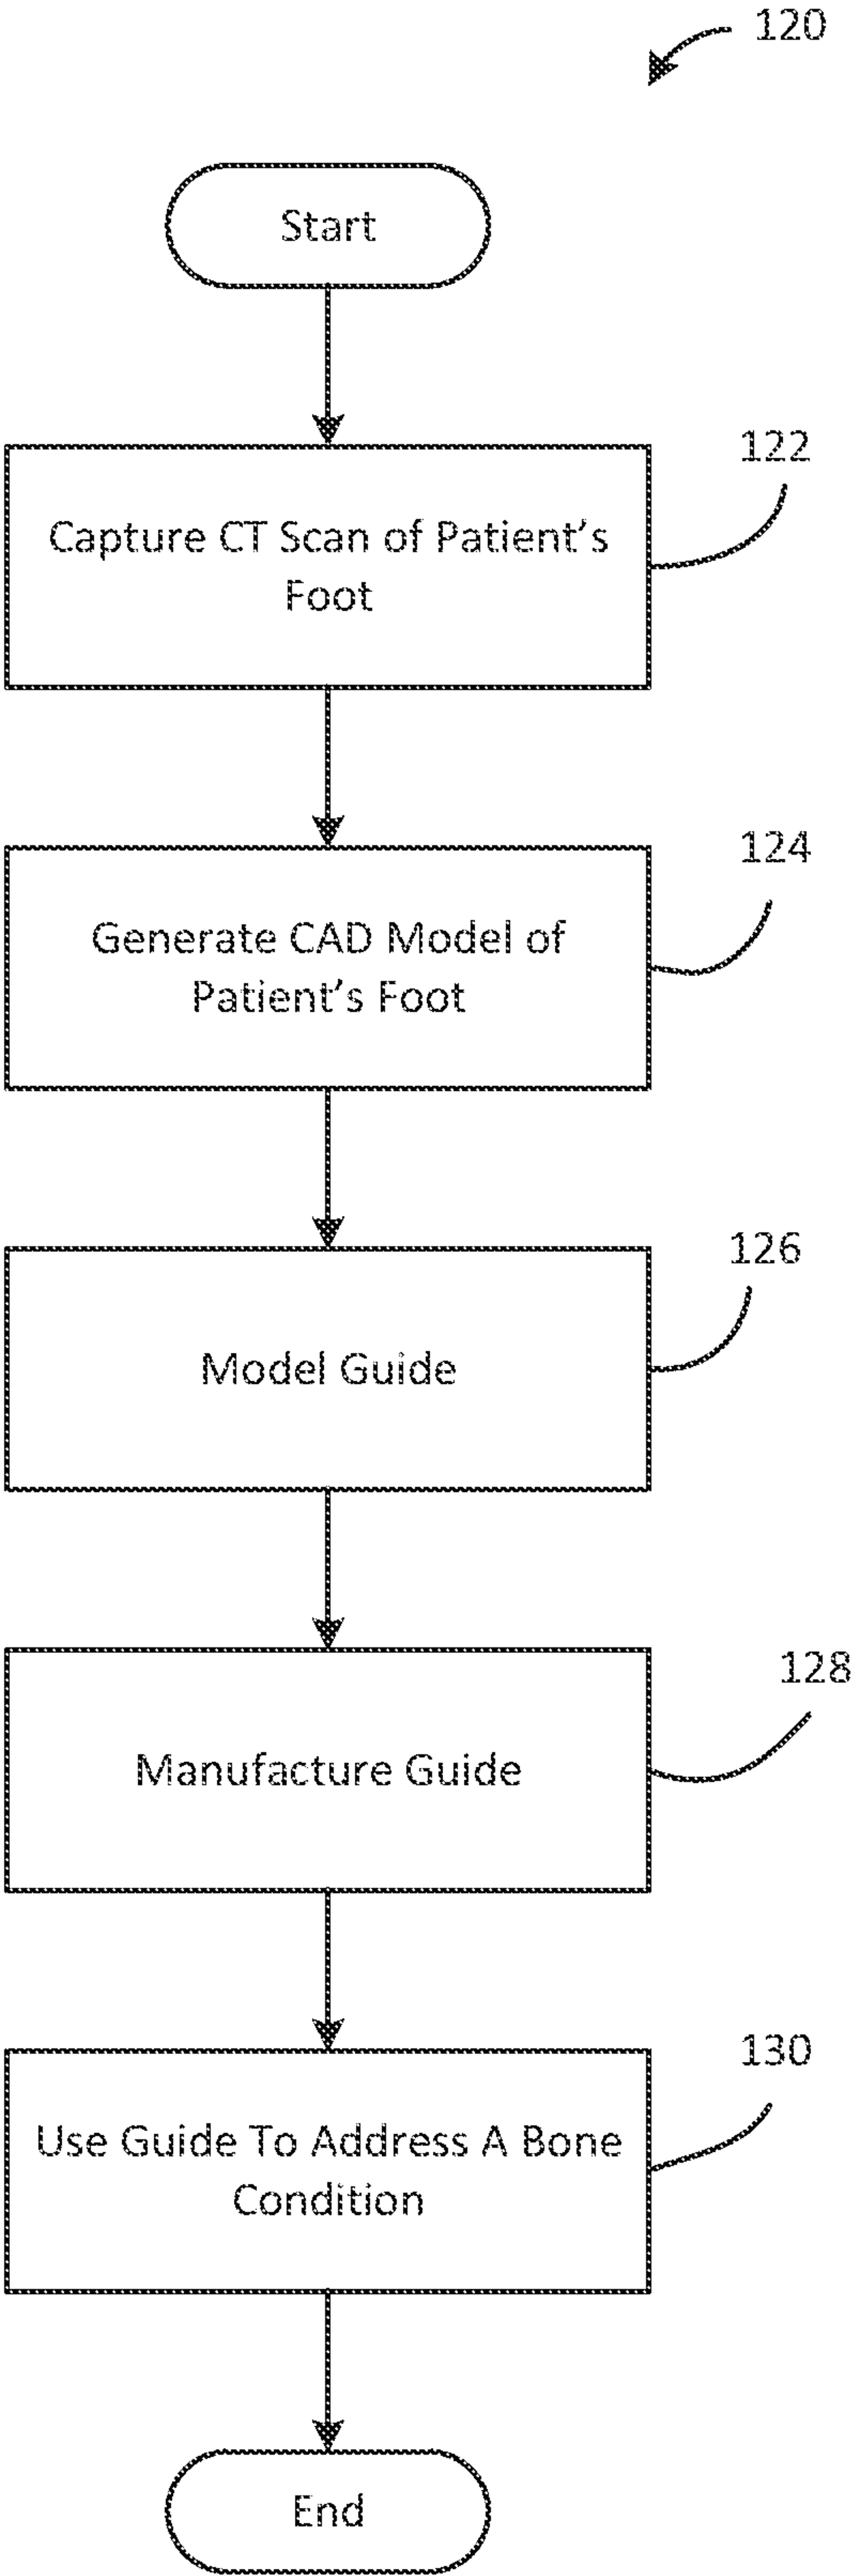 120
Start
122
Capture CT Scan of Patient's
Foot
124
Generate CAD Model of
Patient's Foot
126
Model Guide
128
Manufacture Guide
130
Use Guide To Address A Bone
Condition
End